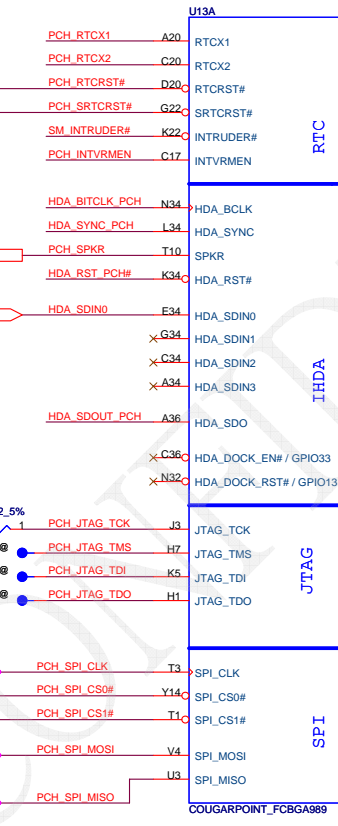 U13A
PCH_RTCX1 A20 RTCX1
PCH_RTCX2 C20 RTCX2
PCH_RTCRST# D20 RTCRST#
PCH_SRTCRST# G22 SRTCRST#
SM_INTRUDER# K22 INTRUDER#
PCH_INTVRMEN C17 INTVRMEN
RTC
HDA_BITCLK_PCH N34 HDA_BCLK
HDA_SYNC_PCH L34 HDA_SYNC
PCH_SPKR T10 SPKR
HDA_RST_PCH# K34 HDA_RST#
HDA_SDIN0 E34 HDA_SDIN0
G34 HDA_SDIN1
C34 HDA_SDIN2
A34 HDA_SDIN3
IHDA
HDA_SDOUT_PCH A36 HDA_SDO
C36 HDA_DOCK_EN# / GPIO33
N32 HDA_DOCK_RST# / GPIO13
2_5%
1 PCH_JTAG_TCK J3 JTAG_TCK
@ PCH_JTAG_TMS H7 JTAG_TMS
@ PCH_JTAG_TDI K5 JTAG_TDI
@ PCH_JTAG_TDO H1 JTAG_TDO
JTAG
PCH_SPI_CLK T3 SPI_CLK
PCH_SPI_CS0# Y14 SPI_CS0#
PCH_SPI_CS1# T1 SPI_CS1#
PCH_SPI_MOSI V4 SPI_MOSI
PCH_SPI_MISO U3 SPI_MISO
SPI
COUGARPOINT_FCBGA989